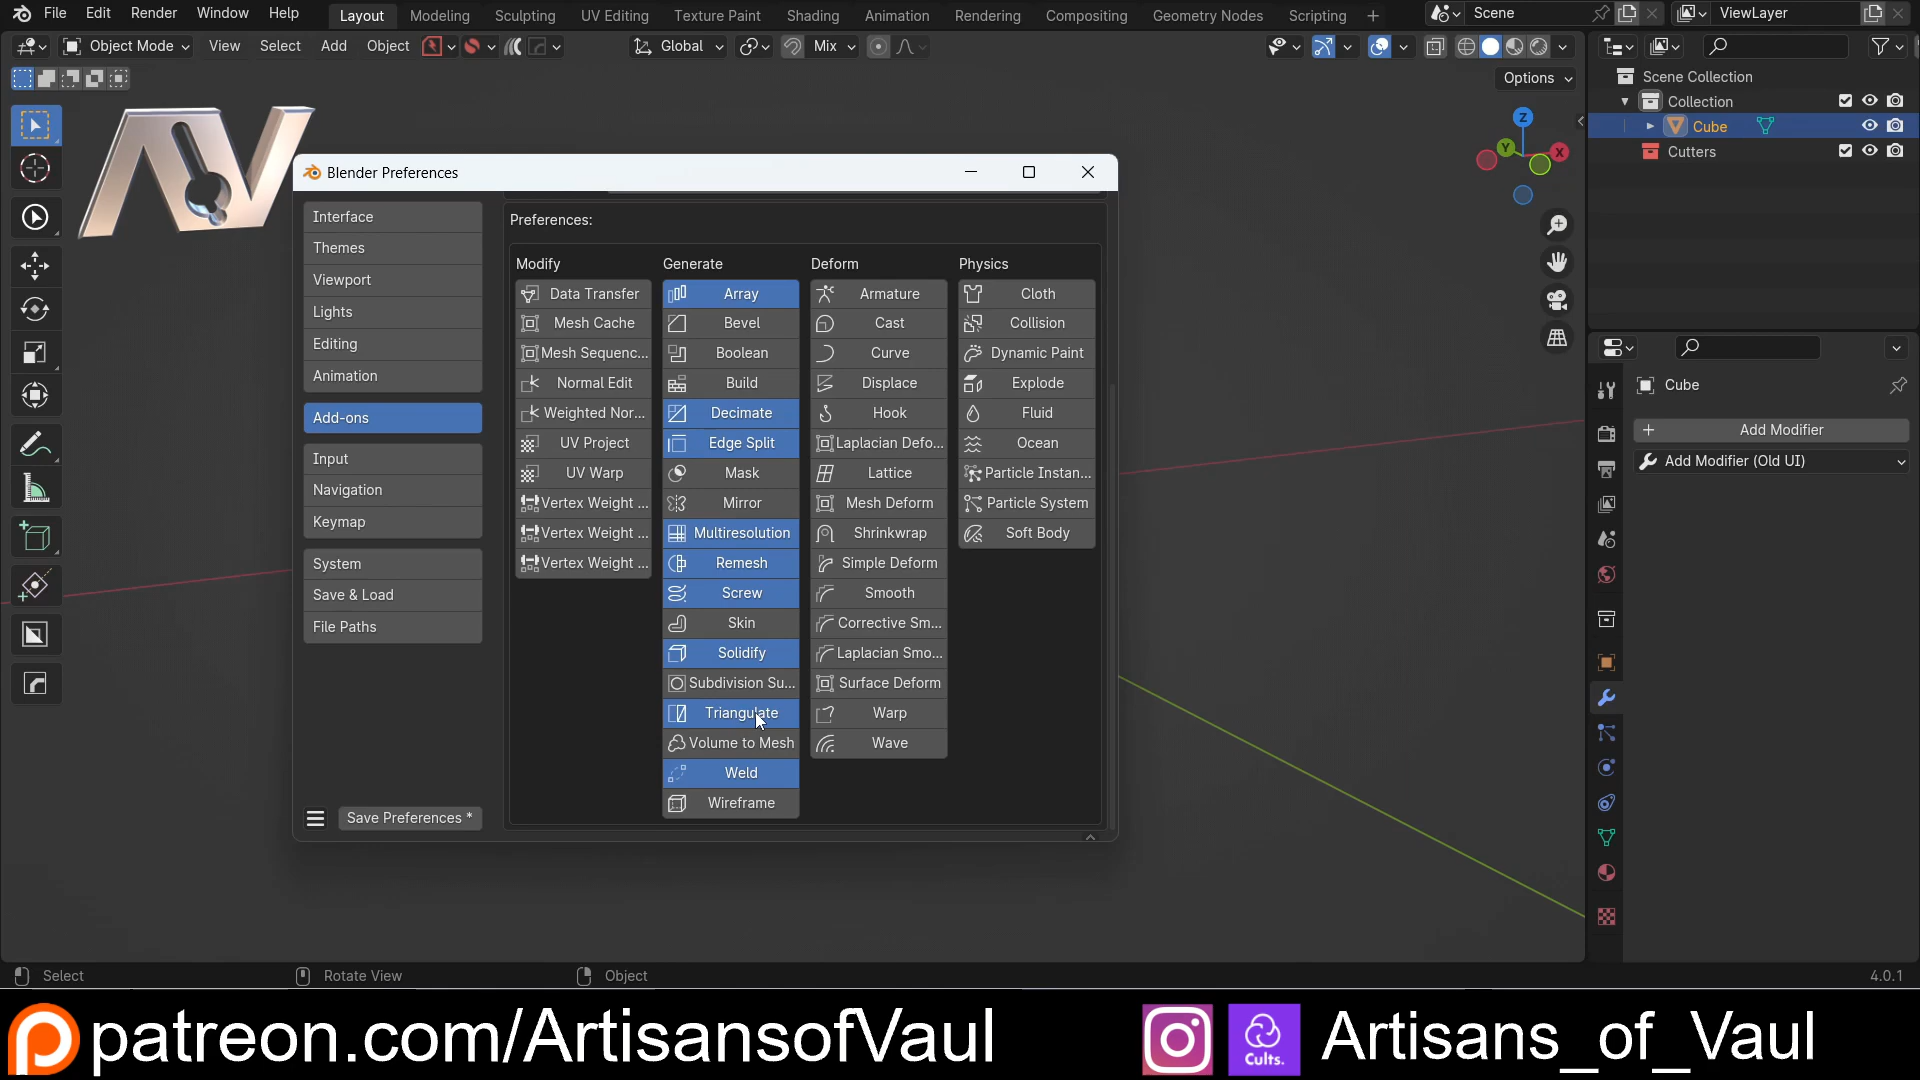 File Edit Render Window Help Layout Modeling Sculpting UV Editing Texture Paint Shading Animation Rendering Compositing Geometry Nodes Scripting + Scene ViewLayer
Object Mode View Select Add Object Global Mix
Options
Scene Collection
Collection
Cube
Cutters
Z
Y
X
Blender Preferences
Interface
Themes
Viewport
Lights
Editing
Animation
Add-ons
Input
Navigation
Keymap
System
Save & Load
File Paths
Save Preferences *
Preferences:
Modify
Data Transfer
Mesh Cache
Mesh Sequenc...
Normal Edit
Weighted Nor...
UV Project
UV Warp
Vertex Weight ...
Vertex Weight ...
Vertex Weight ...
Generate
Array
Bevel
Boolean
Build
Decimate
Edge Split
Mask
Mirror
Multiresolution
Remesh
Screw
Skin
Solidify
Subdivision Su...
Triangulate
Volume to Mesh
Weld
Wireframe
Deform
Armature
Cast
Curve
Displace
Hook
Laplacian Defo...
Lattice
Mesh Deform
Shrinkwrap
Simple Deform
Smooth
Corrective Sm...
Laplacian Smo...
Surface Deform
Warp
Wave
Physics
Cloth
Collision
Dynamic Paint
Explode
Fluid
Ocean
Particle Instan...
Particle System
Soft Body
Cube
+ Add Modifier
Add Modifier (Old UI)
Select Rotate View Object 4.0.1
patreon.com/ArtisansofVaul Cults. Artisans_of_Vaul